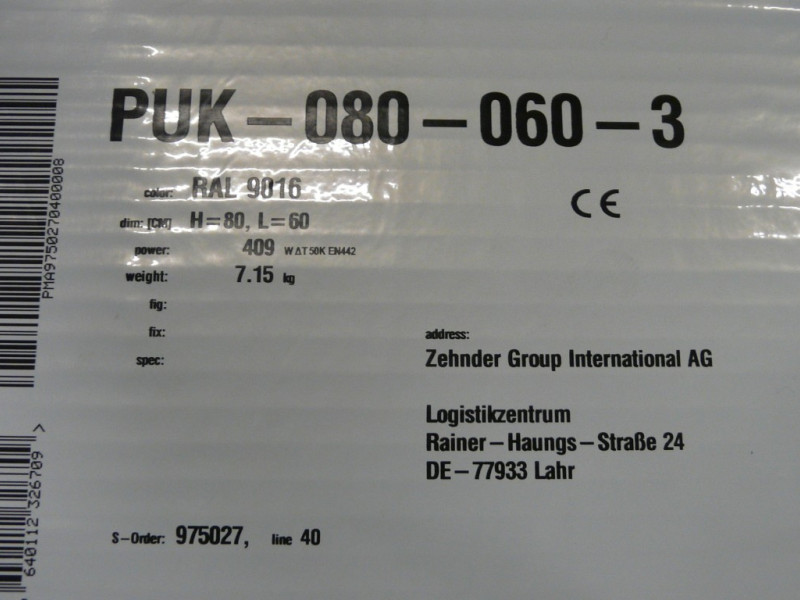 PUK-080-060-3
color: RAL 9016
CE
dim: [CM] H=80, L=60
power: 409 W ΔT 50K EN442
weight: 7.15 kg
fig:
fix:
spec:
address:
Zehnder Group International AG
Logistikzentrum
Rainer-Haungs-Straße 24
DE-77933 Lahr
S-Order: 975027, line 40
PMA9750270400008
640112 326709 >